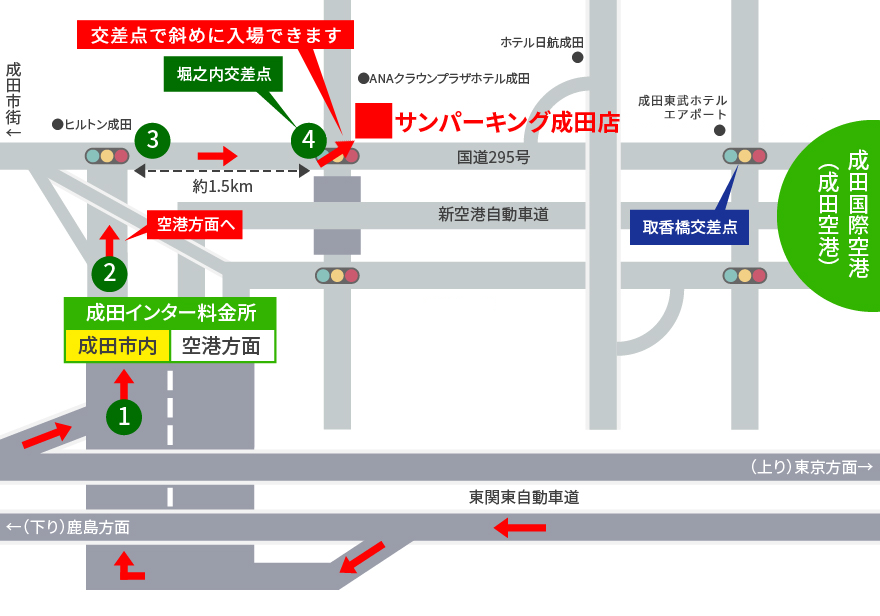 交差点で斜めに入場できます
ホテル日航成田
堀之内交差点
●ANAクラウンプラザホテル成田
成田市街←
成田東武ホテル
エアポート
●ヒルトン成田
3
4
サンパーキング成田店
国道295号
約1.5km
成田国際空港
（成田空港）
新空港自動車道
空港方面へ
取香橋交差点
2
成田インター料金所
成田市内
空港方面
1
（上り）東京方面→
東関東自動車道
←（下り）鹿島方面